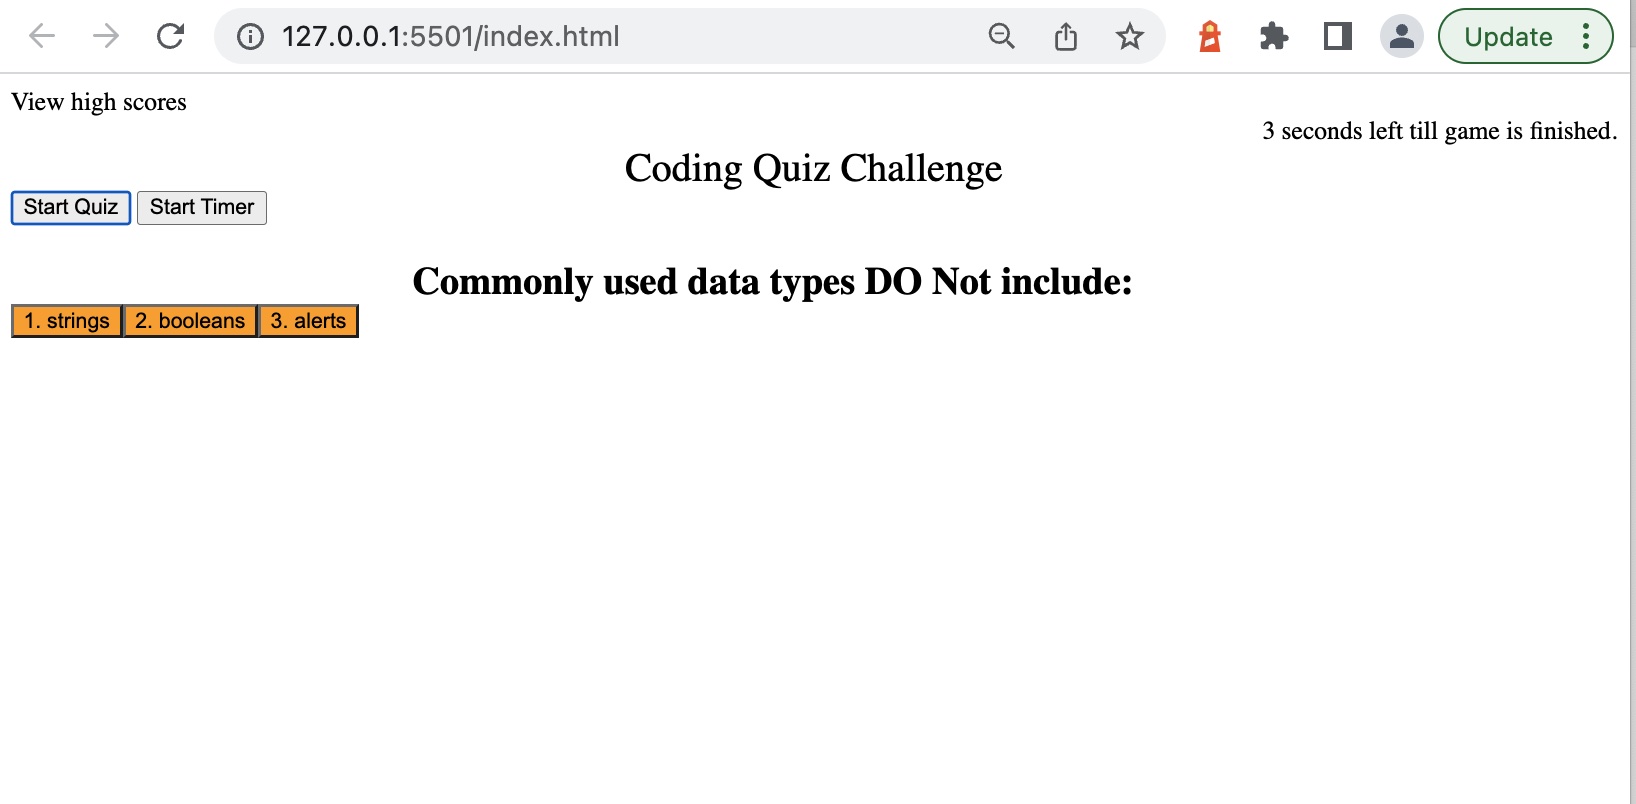 127.0.0.1:5501/index.html
Update
View high scores
3 seconds left till game is finished.
Coding Quiz Challenge
Start Quiz Start Timer
Commonly used data types DO Not include:
1. strings 2. booleans 3. alerts